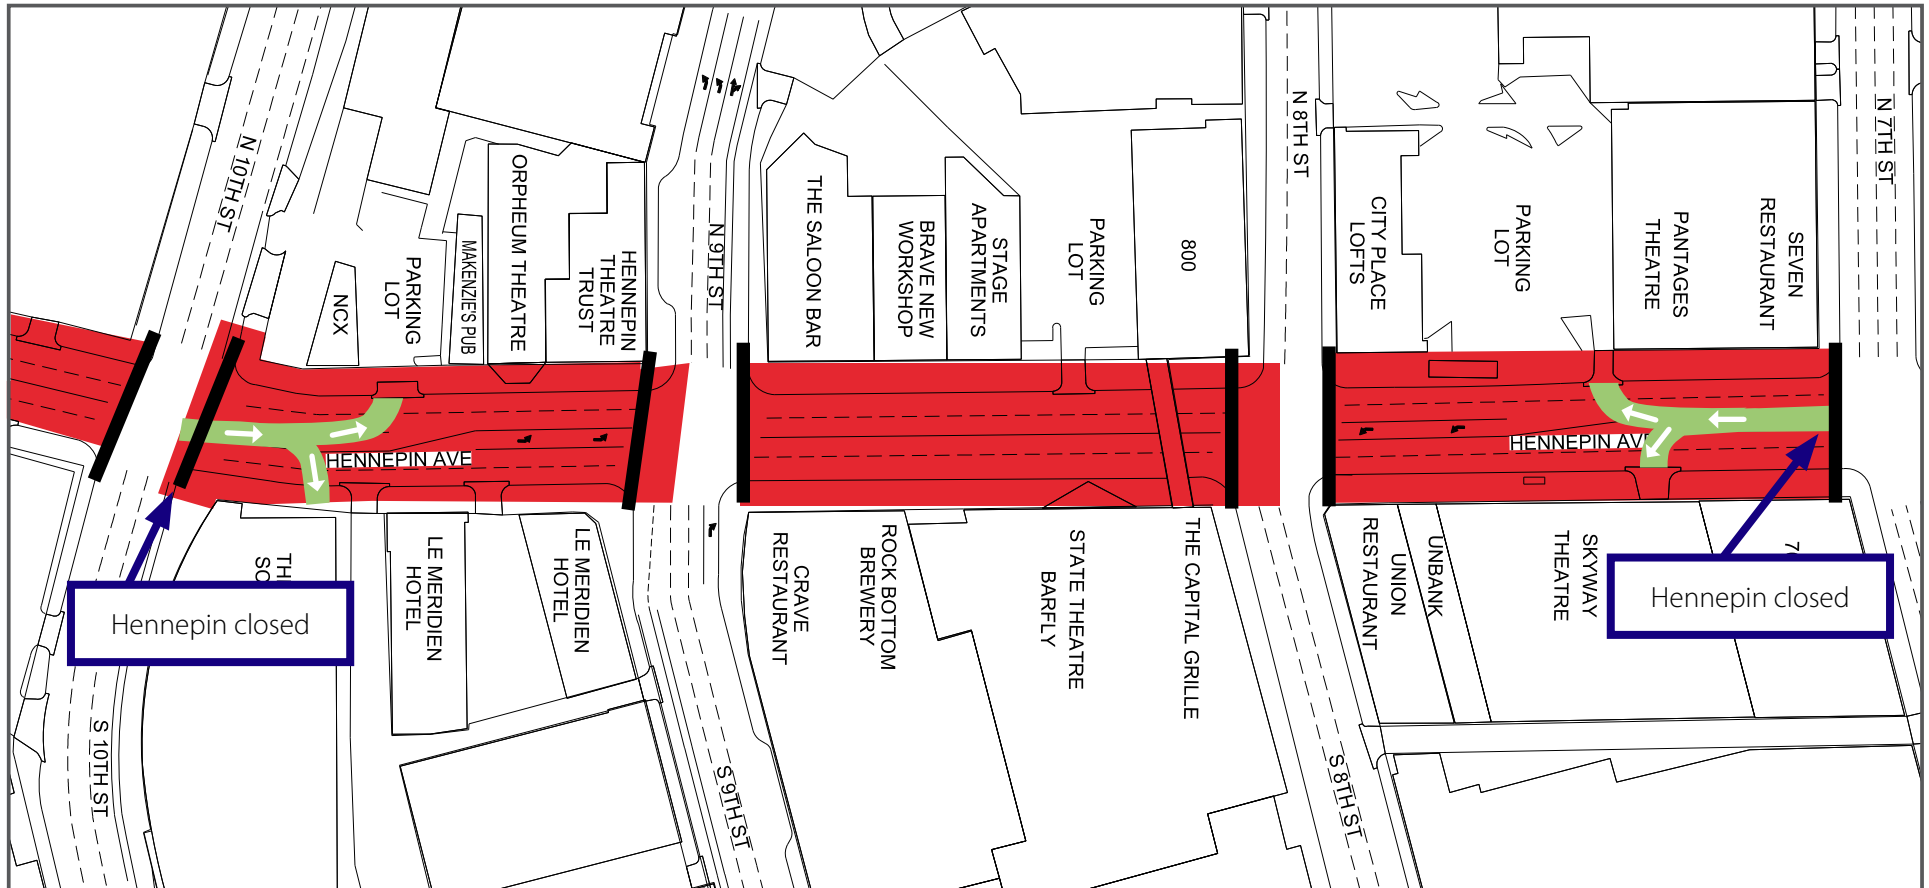 N 10TH ST
NCX
PARKING
LOT
MAKENZIE'S PUB
ORPHEUM THEATRE
HENNEPIN
THEATRE
TRUST
N 9TH ST
THE SALOON BAR
BRAVE NEW
WORKSHOP
STAGE
APARTMENTS
PARKING
LOT
800
N 8TH ST
CITY PLACE
LOFTS
PARKING
LOT
PANTAGES
THEATRE
SEVEN
RESTAURANT
N 7TH ST
HENNEPIN AVE
HENNEPIN AVE
Hennepin closed
LE MERIDIEN
HOTEL
LE MERIDIEN
HOTEL
CRAVE
RESTAURANT
ROCK BOTTOM
BREWERY
STATE THEATRE
BARFLY
THE CAPITAL GRILLE
UNION
RESTAURANT
UNBANK
SKYWAY
THEATRE
Hennepin closed
S 10TH ST
S 9TH ST
S 8TH ST